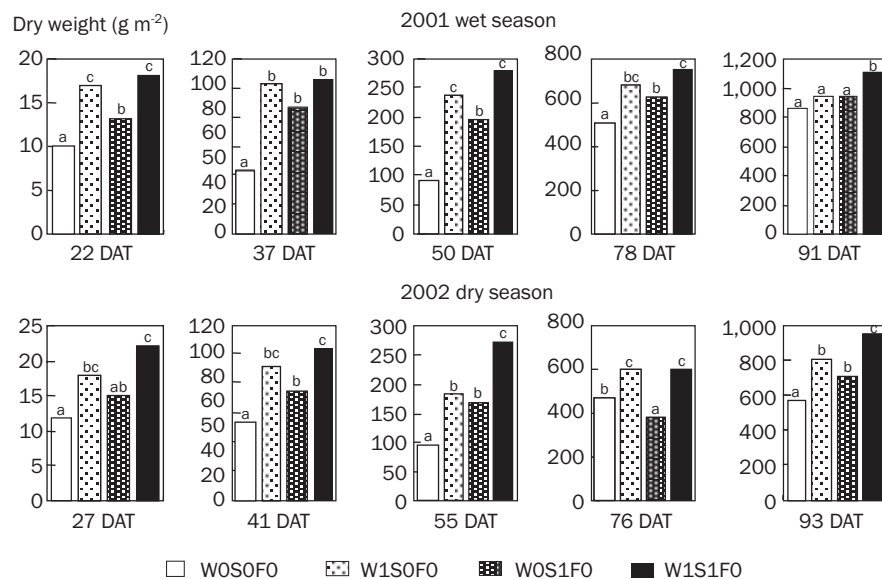 Dry weight (g m-2)
2001 wet season
20
15
10
5
0
a
c
b
c
22 DAT
120
100
80
60
50
40
20
0
a
b
b
b
37 DAT
300
250
200
150
100
50
0
a
c
b
c
50 DAT
800
600
400
200
0
a
bc
b
c
78 DAT
1,200
1,000
800
600
400
200
0
a
a
a
b
91 DAT
2002 dry season
25
20
15
10
5
0
a
bc
ab
c
27 DAT
120
100
80
60
50
40
20
0
a
bc
b
c
41 DAT
300
250
200
150
100
50
0
a
b
b
c
55 DAT
800
600
400
200
0
b
c
a
c
76 DAT
1,000
800
600
400
200
0
a
b
b
c
93 DAT
W0S0F0 W1S0F0 W0S1F0 W1S1F0